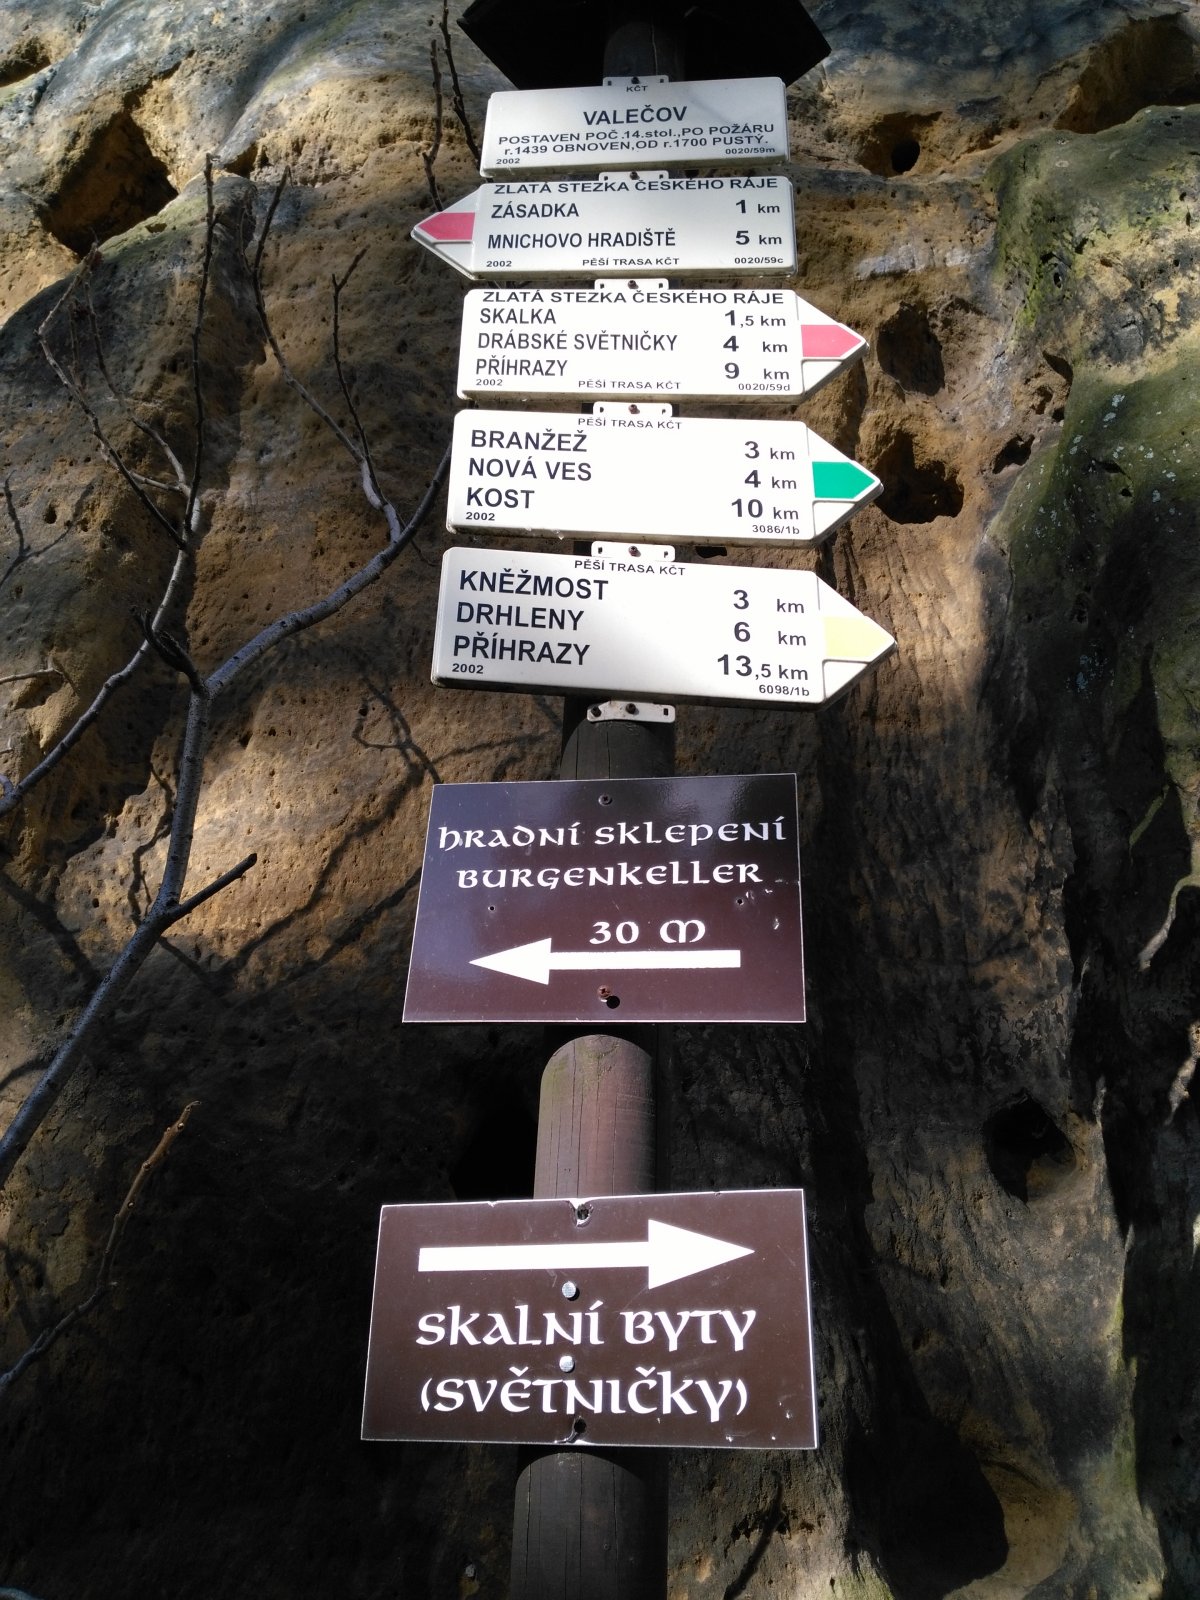 KČT
VALEČOV
POSTAVEN POČ.14.stol.,PO POŽÁRU
r.1439 OBNOVEN,OD r.1700 PUSTÝ.
2002 0020/59m
ZLATÁ STEZKA ČESKÉHO RÁJE
ZÁSADKA 1 km
MNICHOVO HRADIŠTĚ 5 km
2002 PĚŠÍ TRASA KČT 0020/59c
ZLATÁ STEZKA ČESKÉHO RÁJE
SKALKA 1,5 km
DRÁBSKÉ SVĚTNIČKY 4 km
PŘÍHRAZY 9 km
2002 PĚŠÍ TRASA KČT 0020/59d
PĚŠÍ TRASA KČT
BRANŽEŽ 3 km
NOVÁ VES 4 km
KOST 10 km
2002 3086/1b
PĚŠÍ TRASA KČT
KNĚŽMOST 3 km
DRHLENY 6 km
PŘÍHRAZY 13,5 km
2002 6098/1b
hRADNÍ SKLEPENÍ
BURGENKELLER
30 M
SKALNÍ BYTY
(SVĚTNIČKY)